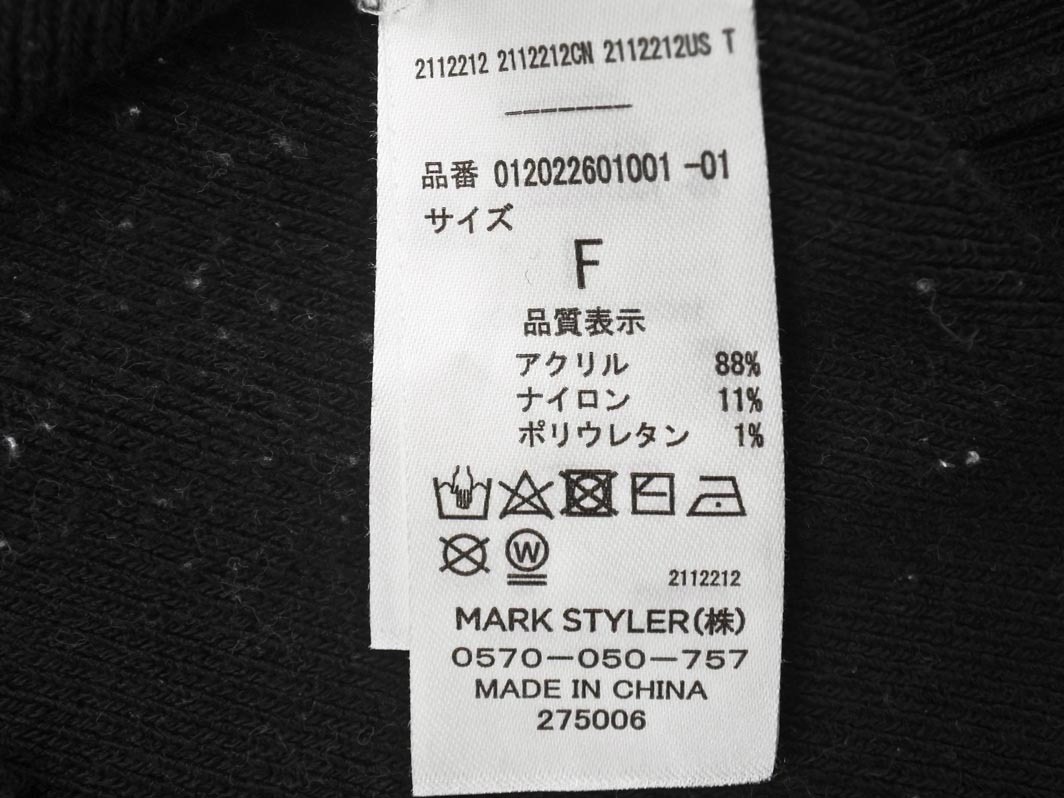 2112212 2112212CN 2112212US T
-------
品番 012022601001 -01
サイズ
F
品質表示
アクリル 88%
ナイロン 11%
ポリウレタン 1%
W
2112212
MARK STYLER(株)
0570-050-757
MADE IN CHINA
275006